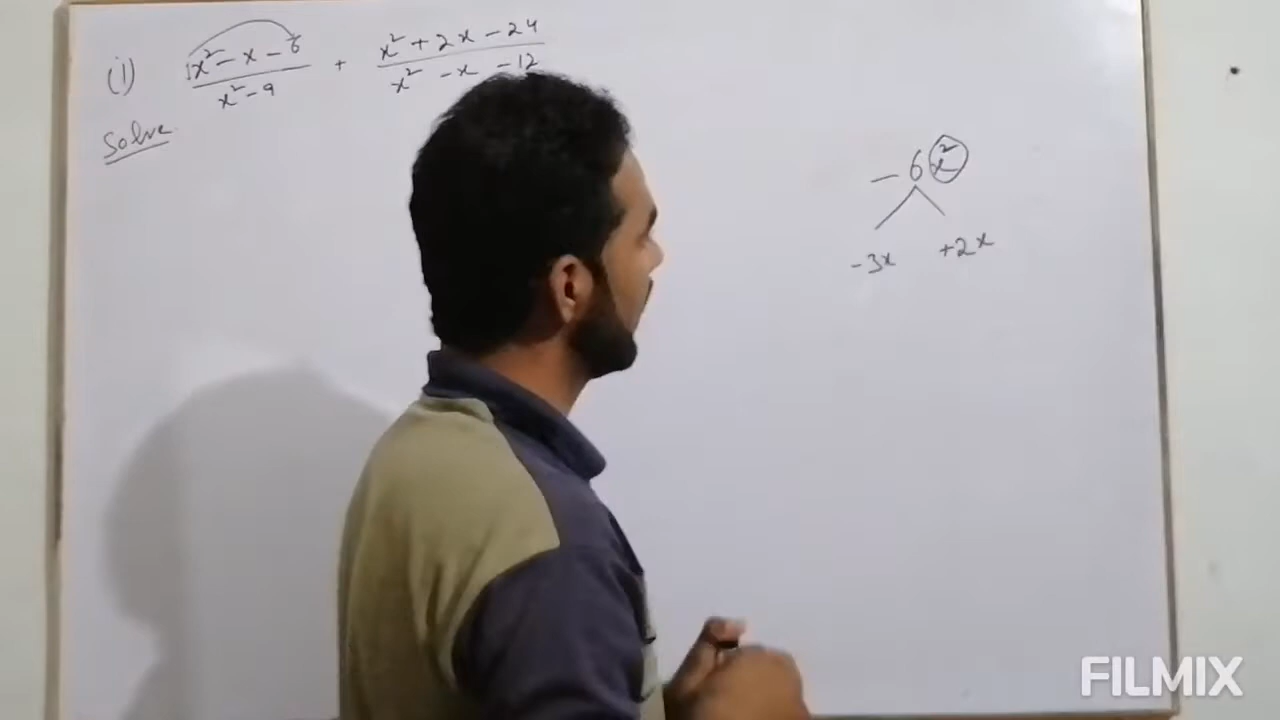 (i) x² - x - 6 / x² - 9 + x² + 2x - 24 / x² - x - 12
Solve
- 6x²
-3x +2x
FILMIX